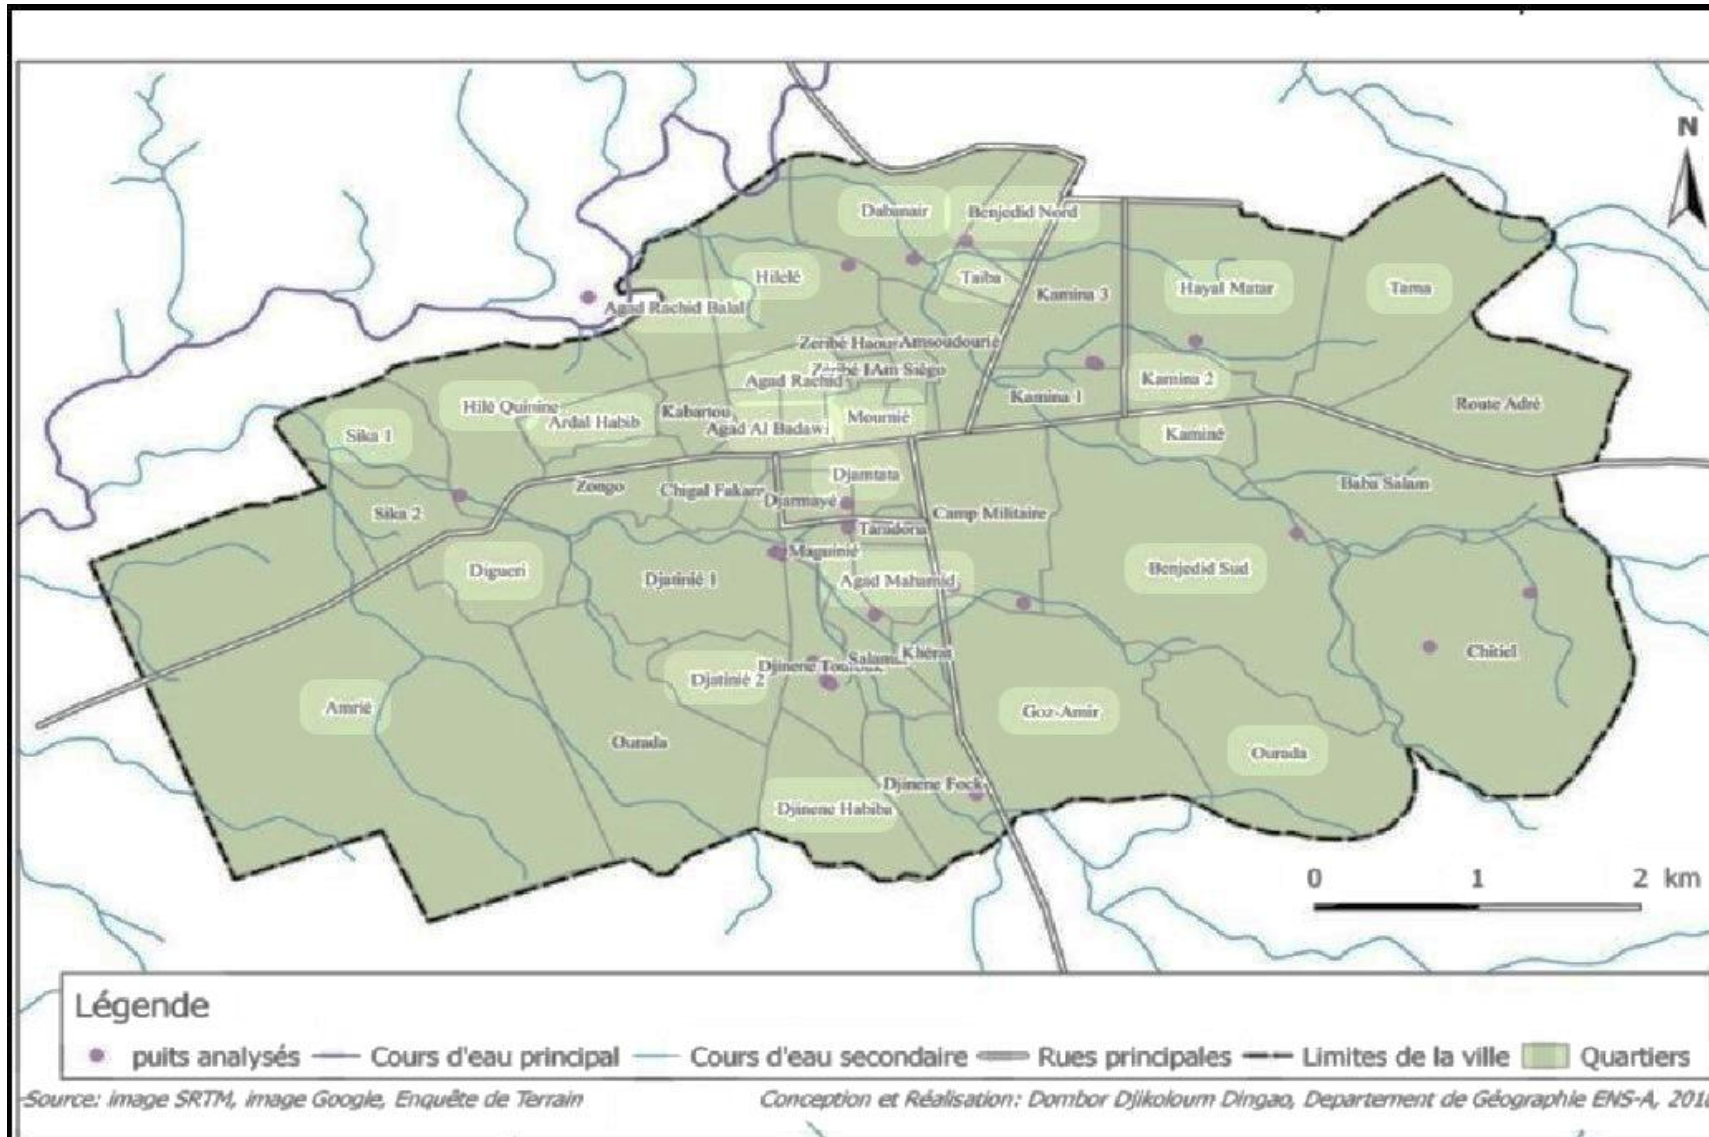 N
Dabanair
Benjedid Nord
Hilelé
Taiba
Kamina 3
Hayal Matar
Tama
Agad Rachid Balal
Zeribé Haous
Amsoudourié
Am Siégo
Agad Rachid
Kamina 1
Kamina 2
Route Adré
Hilé Quinine
Ardal Habib
Kabartou
Agad Al Badawi
Mournié
Sika 1
Kaminé
Djamtata
Baba Salam
Zongo
Chigal Fakara
Djarmayé
Sika 2
Camp Militaire
Taradona
Maguinié
Digueri
Djatinié 1
Agad Mahamid
Benjedid Sud
Chitiel
Khérat
Djatinié 2
Djinene
Amrié
Goz-Amir
Ourada
Ourada
Djinene Fock
Djinene Habiba
0 1 2 km
Légende
puits analysés Cours d'eau principal Cours d'eau secondaire Rues principales Limites de la ville Quartiers
Source: image SRTM, image Google, Enquête de Terrain
Conception et Réalisation: Dombor Djikoloum Dingao, Departement de Géographie ENS-A, 2018